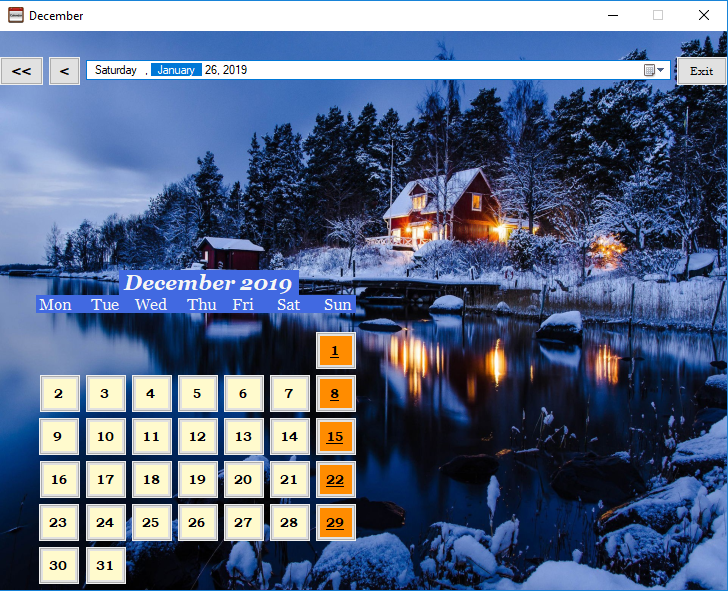 December
<< < Saturday , January 26, 2019 Exit
December 2019
Mon Tue Wed Thu Fri Sat Sun
1
2 3 4 5 6 7 8
9 10 11 12 13 14 15
16 17 18 19 20 21 22
23 24 25 26 27 28 29
30 31